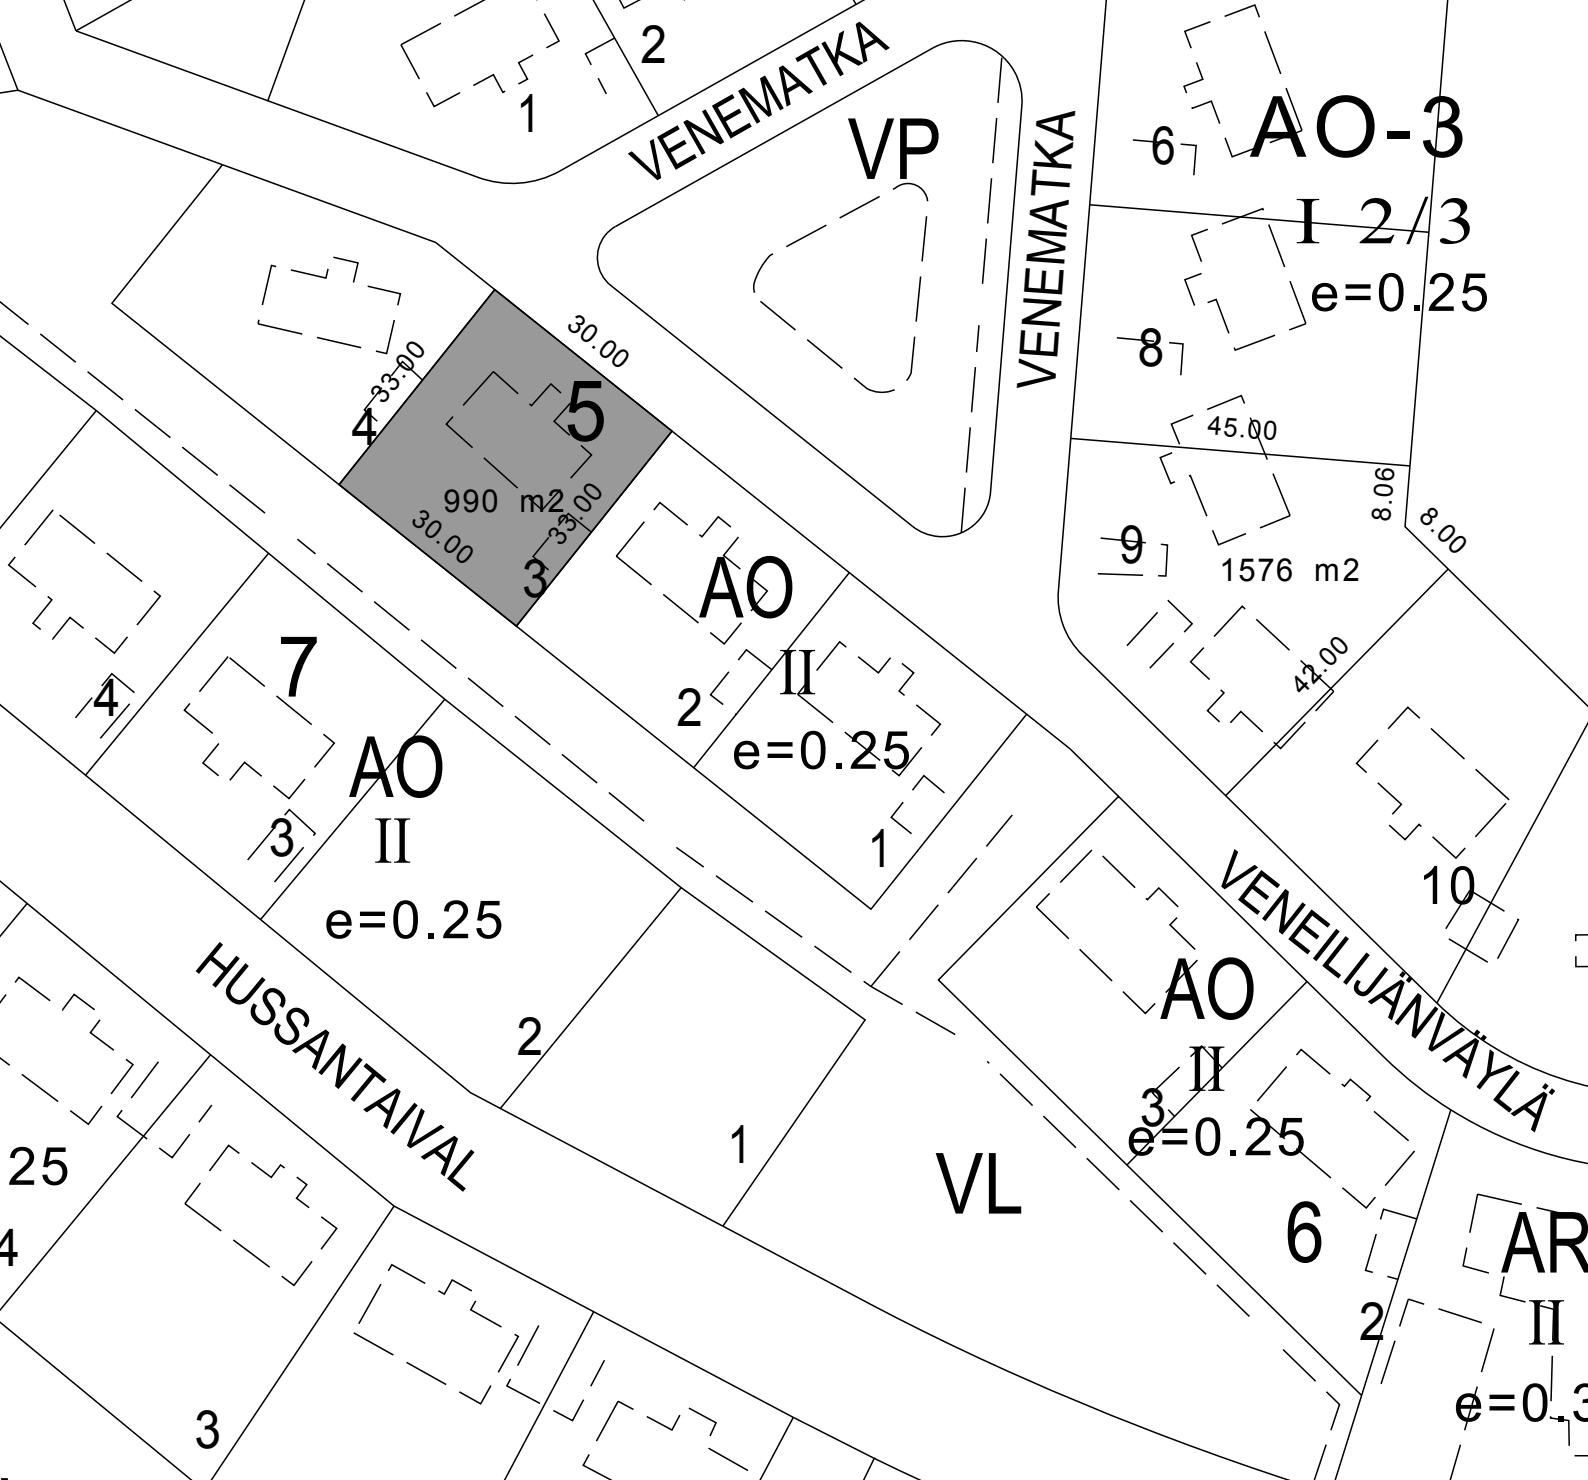 2
1
VENEMATKA
VP
VENEMATKA
6
AO-3
I 2/3
e=0.25
8
30.00
33.00
4
5
990 m2
30.00
33.00
3
45.00
8.06
8.00
9
1576 m2
42.00
AO
II
e=0.25
2
1
7
4
AO
II
e=0.25
3
10
VENEILIJÄNVÄYLÄ
HUSSANTAIVAL
2
1
AO
II
e=0.25
3
VL
6
2
AR
II
e=0.3
25
4
3